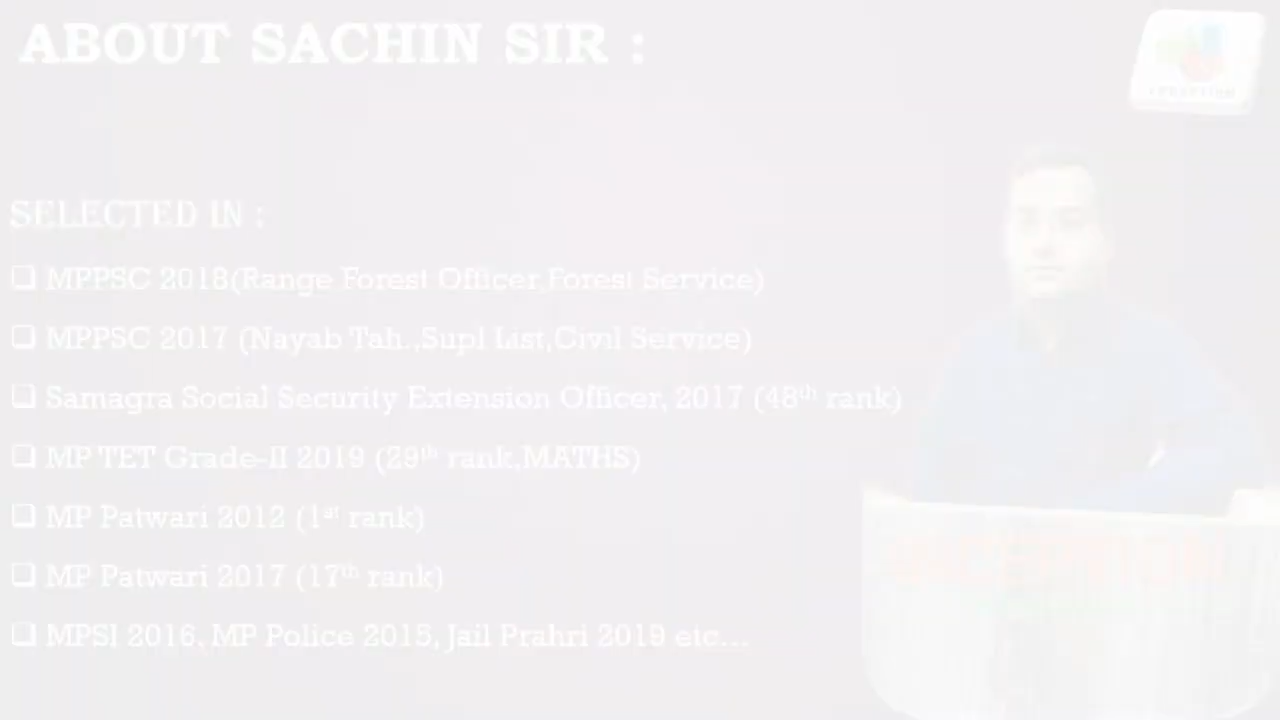 ABOUT SACHIN SIR :
SELECTED IN :
❑ MPPSC 2018(Range Forest Officer,Forest Service)
❑ MPPSC 2017 (Nayab Tah.,Supl List,Civil Service)
❑ Samagra Social Security Extension Officer, 2017 (48th rank)
❑ MP TET Grade-II 2019 (29th rank,MATHS)
❑ MP Patwari 2012 (1st rank)
❑ MP Patwari 2017 (17th rank)
❑ MPSI 2016, MP Police 2015, Jail Prahri 2019 etc...
INCEPTION